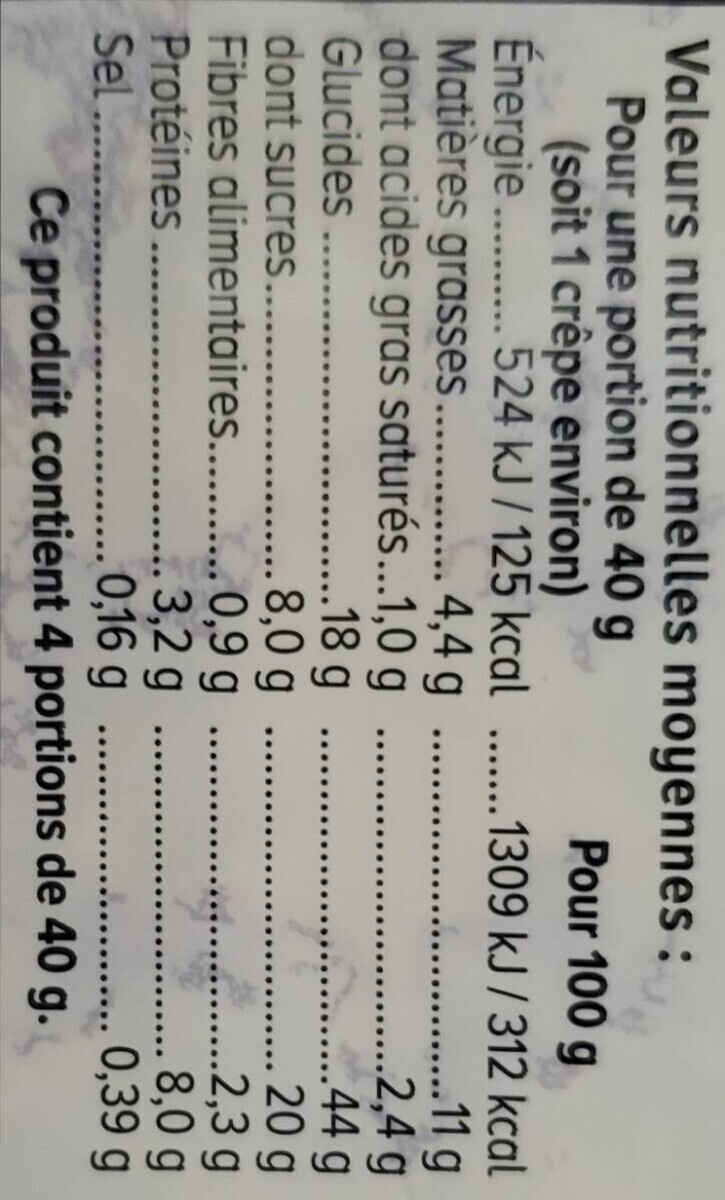 Valeurs nutritionnelles moyennes :
Pour une portion de 40 g
(soit 1 crêpe environ) Pour 100 g
Énergie .......... 524 kJ / 125 kcal ....... 1309 kJ / 312 kcal
Matières grasses ............. 4,4 g ............................... 11 g
dont acides gras saturés...1,0 g ..............................2,4 g
Glucides ................................ 18 g ............................... 44 g
dont sucres.......................... 8,0 g ............................. 20 g
Fibres alimentaires........... 0,9 g ..............................2,3 g
Protéines ............................ 3,2 g ............................. 8,0 g
Sel ..................................... 0,16 g ........................... 0,39 g
Ce produit contient 4 portions de 40 g.